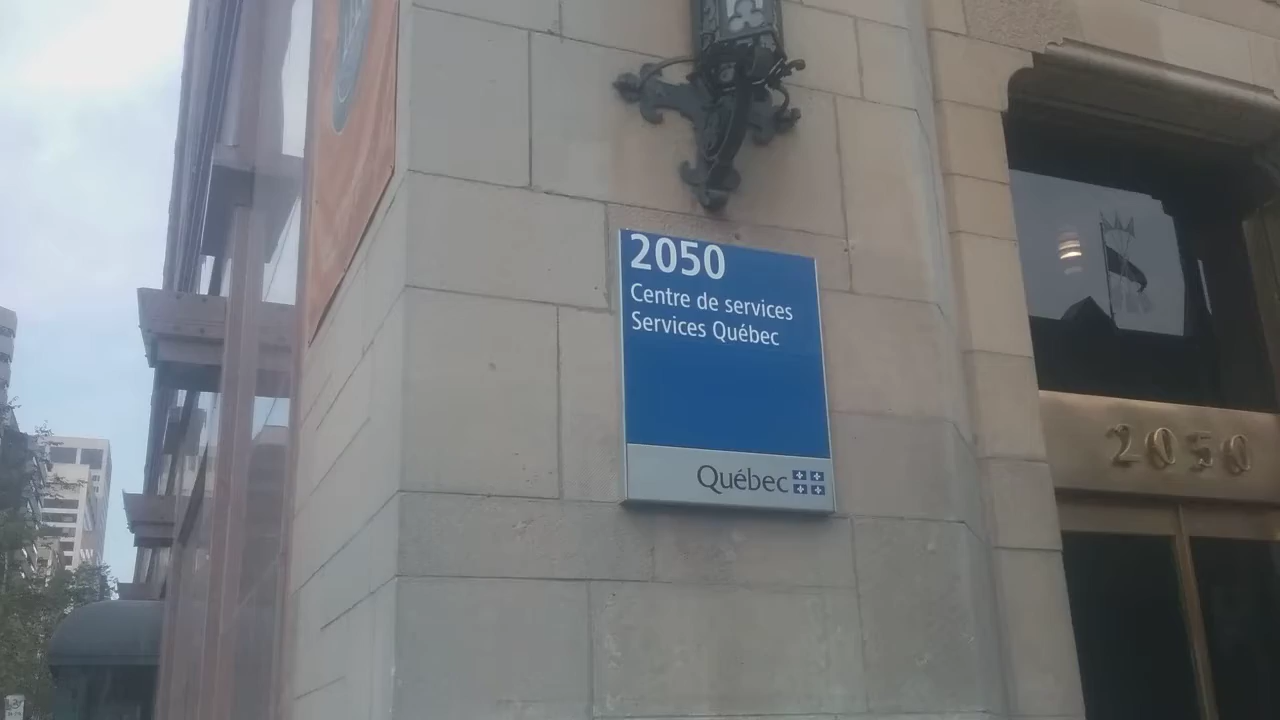 2050
Centre de services
Services Québec
Québec
2050